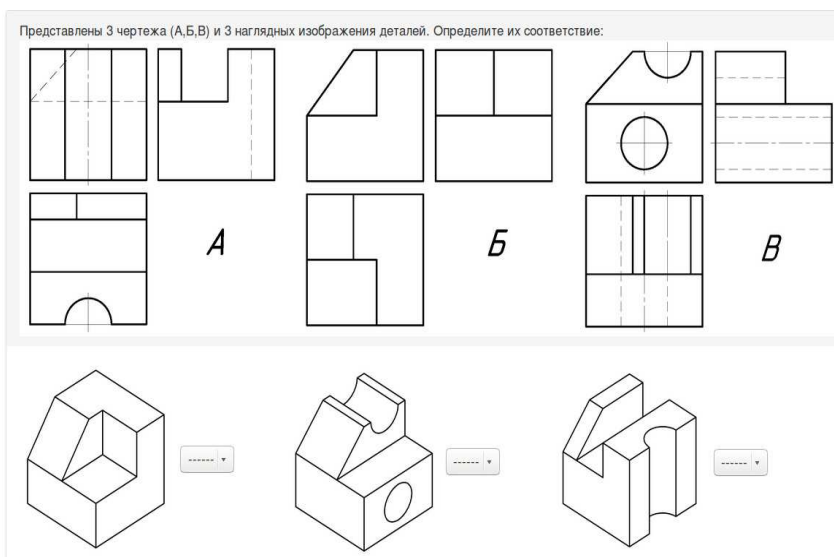 Представлены 3 чертежа (А,Б,В) и 3 наглядных изображения деталей. Определите их соответствие:
А
Б
В
------
------
------